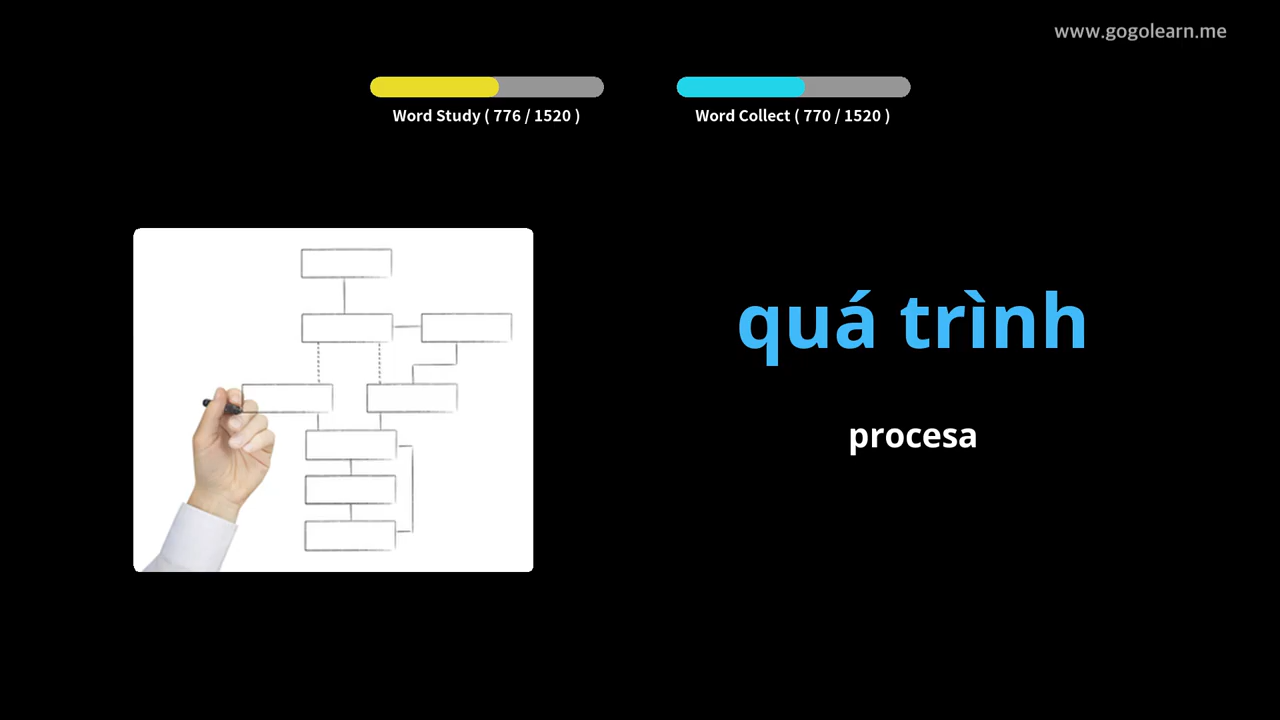 www.gogolearn.me
Word Study ( 776 / 1520 )
Word Collect ( 770 / 1520 )
quá trình
procesa